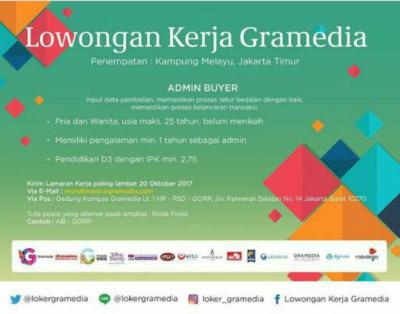 Lowongan Kerja Gramedia
Penempatan : Kampung Melayu, Jakarta Timur
ADMIN BUYER
Input data pembelian, memastikan proses retur berjalan dengan baik,
memastikan proses kelancaran transaksi
Pria dan Wanita, usia maks. 25 tahun, belum menikah
Memiliki pengalaman min. 1 tahun sebagai admin
Pendidikan D3 dengan IPK min. 2,75
Kirim Lamaran Kerja paling lambat 20 Oktober 2017
Via E-Mail :
Via Pos : Gedung Kompas Gramedia Lt. 1 HR - RSD - GORP, Jln. Palmerah Selatan No. 14 Jakarta Barat 10270
Tulis posisi yang dilamar pada amplop : Kode Posisi
Contoh : AB - GORP
Gramedia
GRAMEDIA ACADEMY
@lokergramedia
@lokergramedia
loker_gramedia
Lowongan Kerja Gramedia